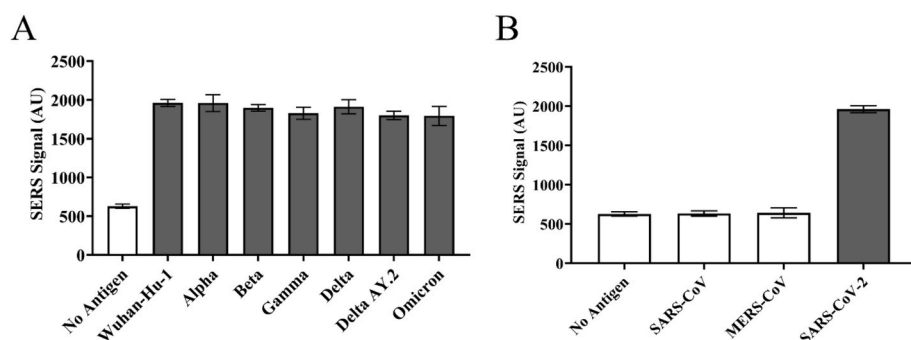 A
SERS Signal (AU)
2500
2000
1500
1000
500
0
No Antigen
Wuhan-Hu-1
Alpha
Beta
Gamma
Delta
Delta AY.2
Omicron
B
SERS Signal (AU)
2500
2000
1500
1000
500
0
No Antigen
SARS-CoV
MERS-CoV
SARS-CoV-2